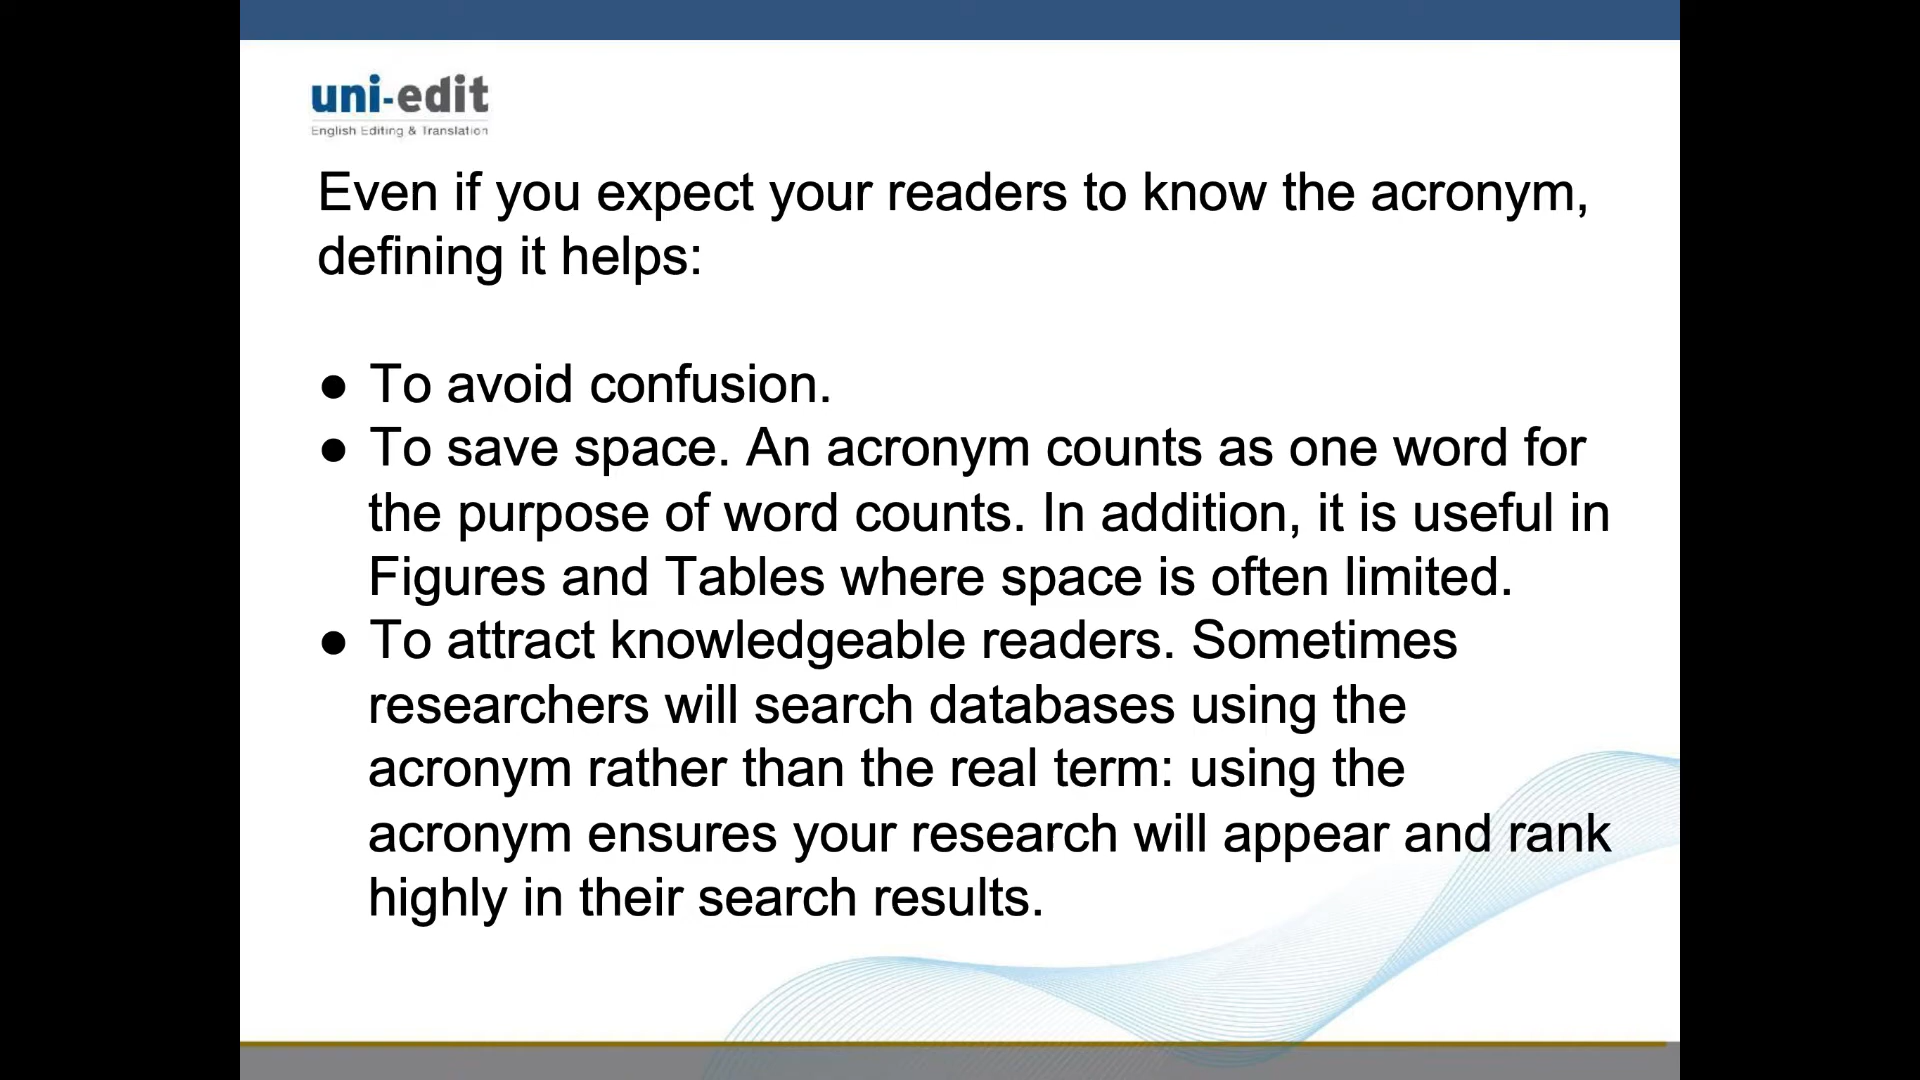 uni-edit
English Editing & Translation
Even if you expect your readers to know the acronym,
defining it helps:
● To avoid confusion.
● To save space. An acronym counts as one word for
the purpose of word counts. In addition, it is useful in
Figures and Tables where space is often limited.
● To attract knowledgeable readers. Sometimes
researchers will search databases using the
acronym rather than the real term: using the
acronym ensures your research will appear and rank
highly in their search results.